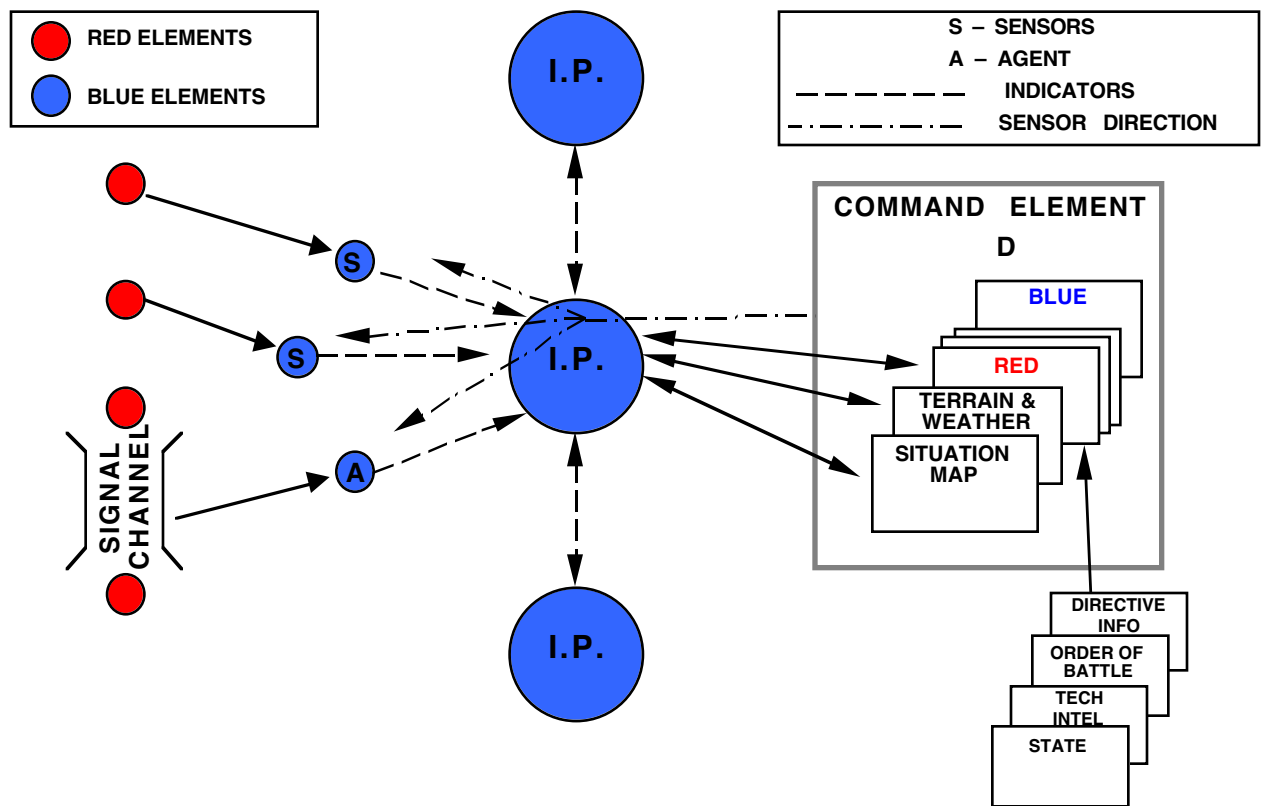 RED ELEMENTS
BLUE ELEMENTS
S – SENSORS
A – AGENT
INDICATORS
SENSOR DIRECTION
I.P.
S
S
A
SIGNAL
CHANNEL
I.P.
I.P.
COMMAND ELEMENT
D
BLUE
RED
TERRAIN &
WEATHER
SITUATION
MAP
DIRECTIVE
INFO
ORDER OF
BATTLE
TECH
INTEL
STATE